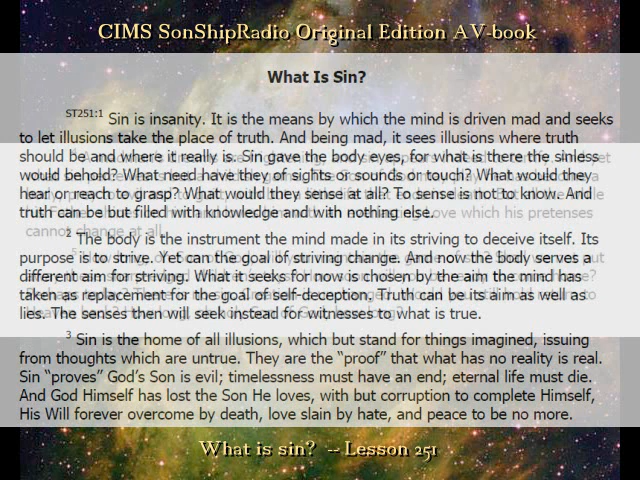 CIMS SonShipRadio Original Edition AV-book
What Is Sin?
ST251:1 Sin is insanity. It is the means by which the mind is driven mad and seeks
to let illusions take the place of truth. And being mad, it sees illusions where truth
should be and where it really is. Sin gave the body eyes, for what is there the sinless
would behold? What need have they of sights or sound or touch? What would they
hear or reach to grasp? What would they sense at all? To sense is not to know. And
truth can be but filled with knowledge and with nothing else.
cannot change at all.
2 The body is the instrument the mind made in its striving to deceive itself. Its
purpose is to strive. Yet can the goal of striving change. And now the body serves a
different aim for striving. What it seeks for now is chosen by the aim the mind has
taken as replacement for the goal of self-deception. Truth can be its aim as well as
lies. The senses then will seek instead for witnesses to what is true.
3 Sin is the home of all illusions, which but stand for things imagined, issuing
from thoughts which are untrue. They are the “proof” that what has no reality is real.
Sin “proves” God’s Son is evil; timelessness must have an end; eternal life must die.
And God Himself has lost the Son He loves, with but corruption to complete Himself,
His Will forever overcome by death, love slain by hate, and peace to be no more.
What is sin? -- Lesson 251